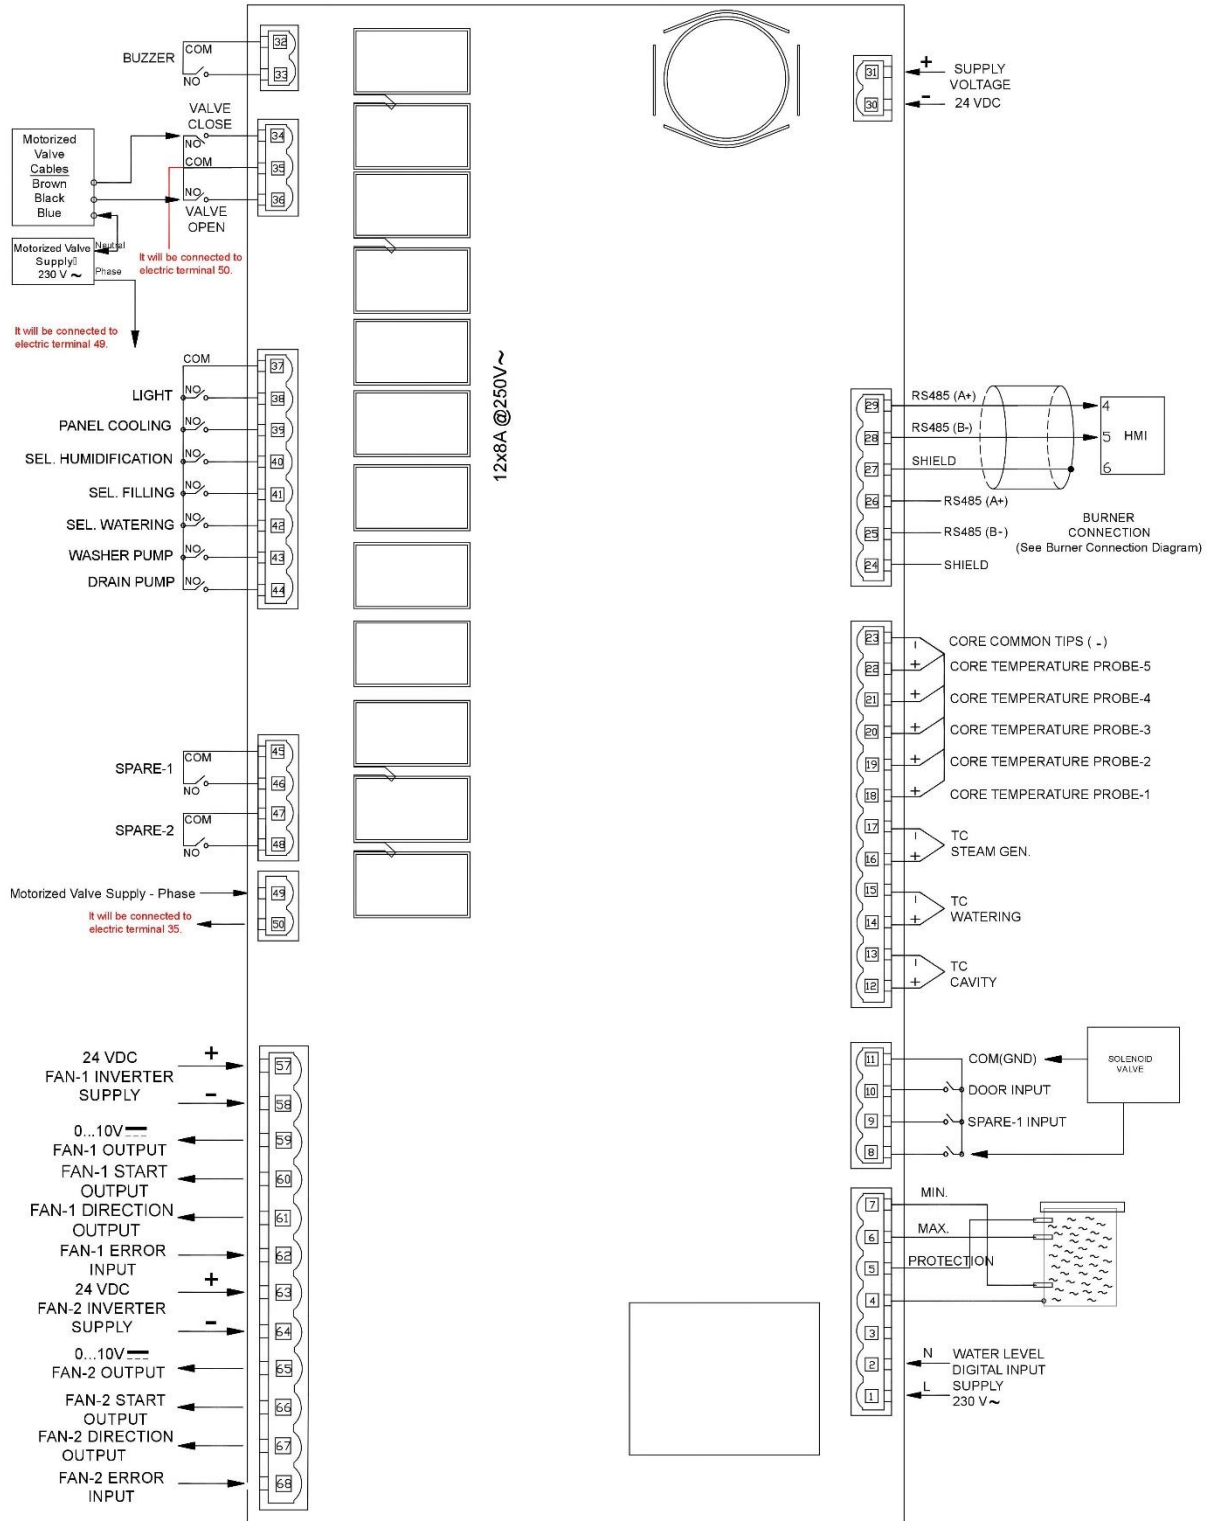 BUZZER
COM
NO
32
33
VALVE
CLOSE
NO
COM
NO
VALVE
OPEN
34
35
36
Motorized
Valve
Cables
Brown
Black
Blue
Motorized Valve
Supply
230 V ~
Neutral
Phase
It will be connected to
electric terminal 50.
It will be connected to
electric terminal 49.
COM
37
LIGHT NO 38
PANEL COOLING NO 39
SEL. HUMIDIFICATION NO 40
SEL. FILLING NO 41
SEL. WATERING NO 42
WASHER PUMP NO 43
DRAIN PUMP NO 44
SPARE-1
COM
NO
45
46
SPARE-2
COM
NO
47
48
Motorized Valve Supply - Phase
49
It will be connected to
electric terminal 35.
50
24 VDC
FAN-1 INVERTER
SUPPLY
+
-
57
58
0...10V
FAN-1 OUTPUT
59
FAN-1 START
OUTPUT
60
FAN-1 DIRECTION
OUTPUT
61
FAN-1 ERROR
INPUT
62
24 VDC
FAN-2 INVERTER
SUPPLY
+
-
63
64
0...10V
FAN-2 OUTPUT
65
FAN-2 START
OUTPUT
66
FAN-2 DIRECTION
OUTPUT
67
FAN-2 ERROR
INPUT
68
12x8A @250V~
31
30
+
-
SUPPLY
VOLTAGE
24 VDC
29 RS485 (A+) 4
28 RS485 (B-) 5
27 SHIELD 6
HMI
26 RS485 (A+)
25 RS485 (B-)
24 SHIELD
BURNER
CONNECTION
(See Burner Connection Diagram)
23 - CORE COMMON TIPS ( - )
22 + CORE TEMPERATURE PROBE-5
21 + CORE TEMPERATURE PROBE-4
20 + CORE TEMPERATURE PROBE-3
19 + CORE TEMPERATURE PROBE-2
18 + CORE TEMPERATURE PROBE-1
17 -
16 +
TC
STEAM GEN.
15 -
14 +
TC
WATERING
13 -
12 +
TC
CAVITY
11 COM(GND)
10 DOOR INPUT
9 SPARE-1 INPUT
8
SOLENOID
VALVE
7 MIN.
6 MAX.
5 PROTECTION
4
3
2 N
1 L
WATER LEVEL
DIGITAL INPUT
SUPPLY
230 V~